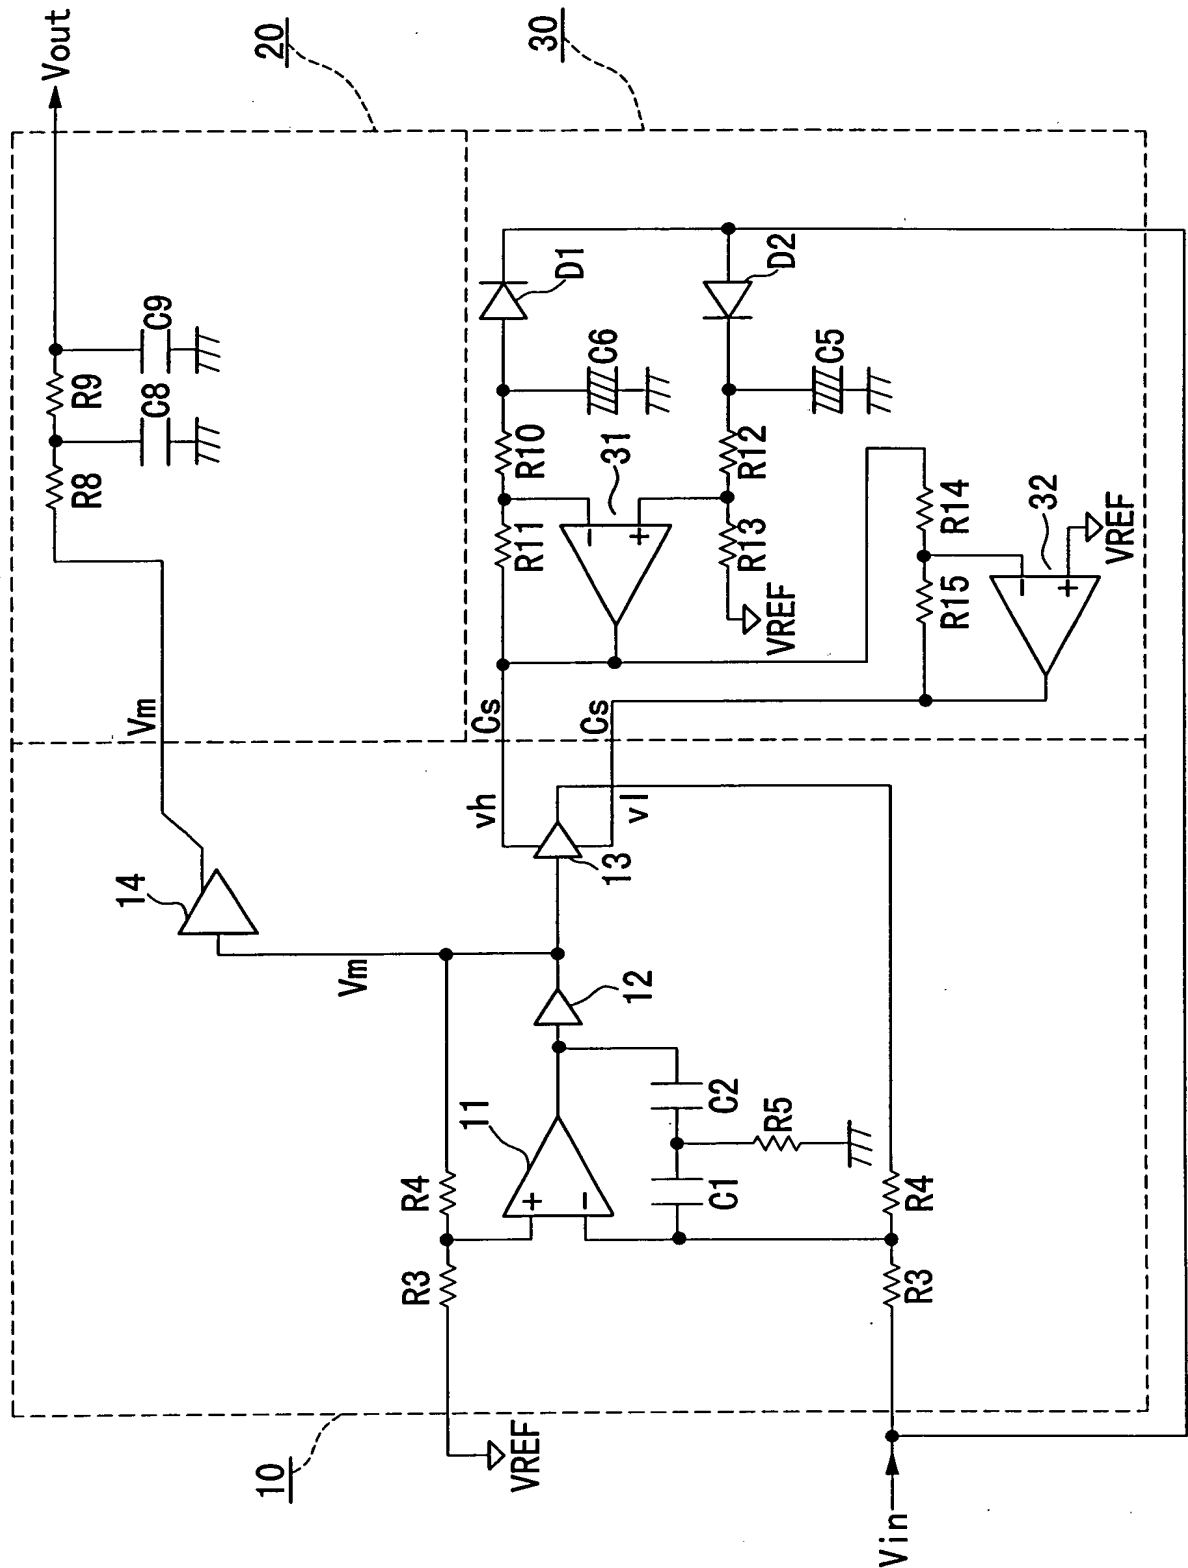 Vout
20
30
R8
R9
C8
C9
Vm
14
Vm
Cs
vh
Cs
vl
13
12
11
+
−
R4
R3
C1
C2
R5
R4
R3
VREF
10
Vin
D1
D2
C6
C5
R10
R11
31
−
+
R12
R13
VREF
R14
R15
32
−
+
VREF